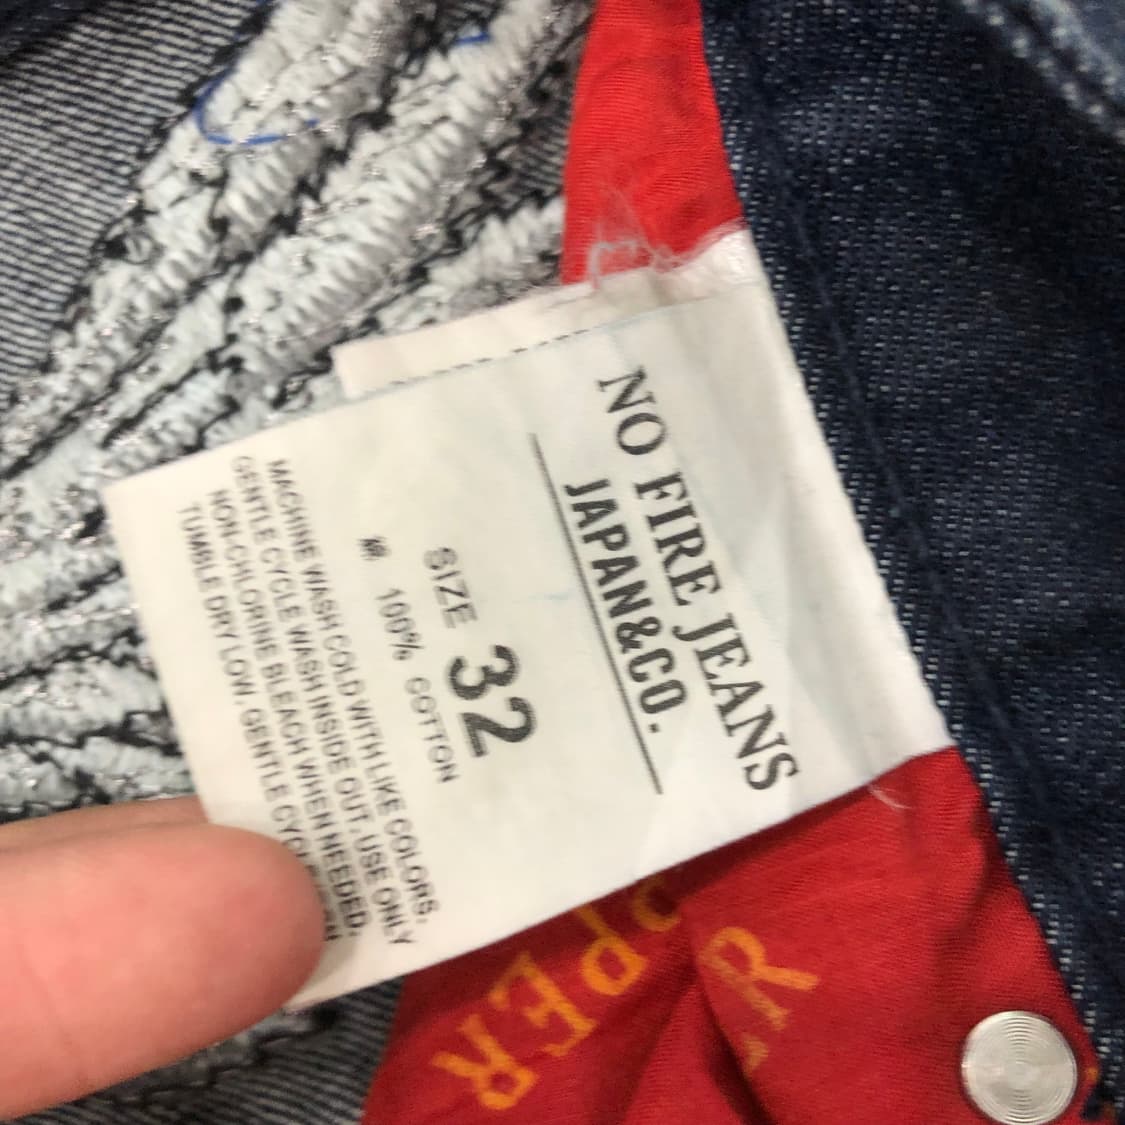 NO FIRE JEANS
JAPAN&CO.
SIZE 32
100% COTTON
MACHINE WASH COLD WITH LIKE COLORS.
GENTLE CYCLE WASH INSIDE OUT. USE ONLY
NON-CHLORINE BLEACH WHEN NEEDED.
TUMBLE DRY LOW. GENTLE CYCLE